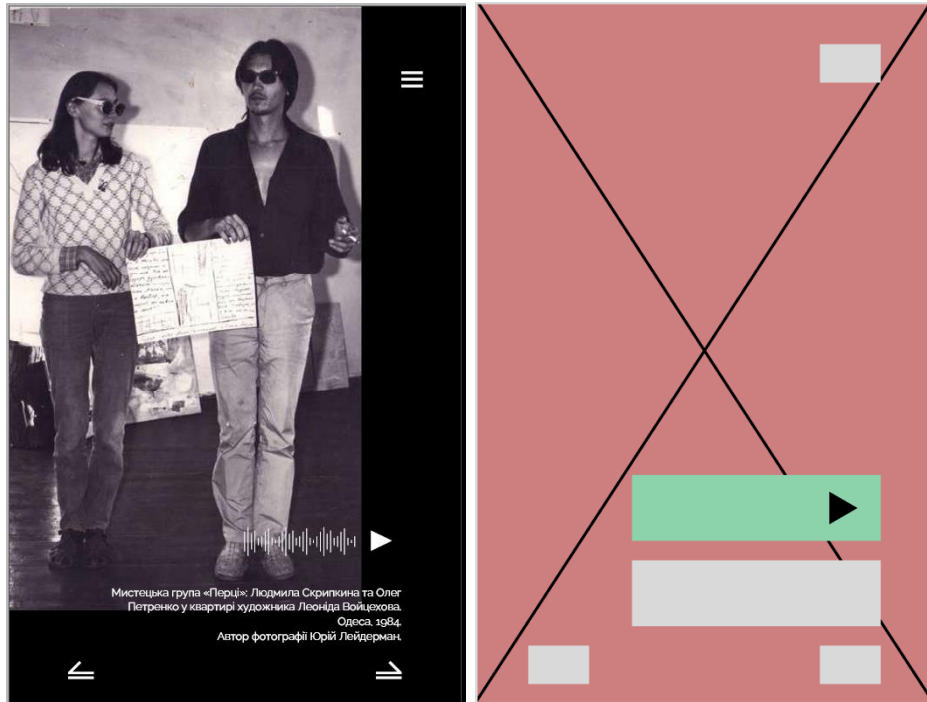 Мистецька група «Перці»: Людмила Скрипкина та Олег
Петренко у квартирі художника Леоніда Войцехова.
Одеса, 1984.
Автор фотографії Юрій Лейдерман.